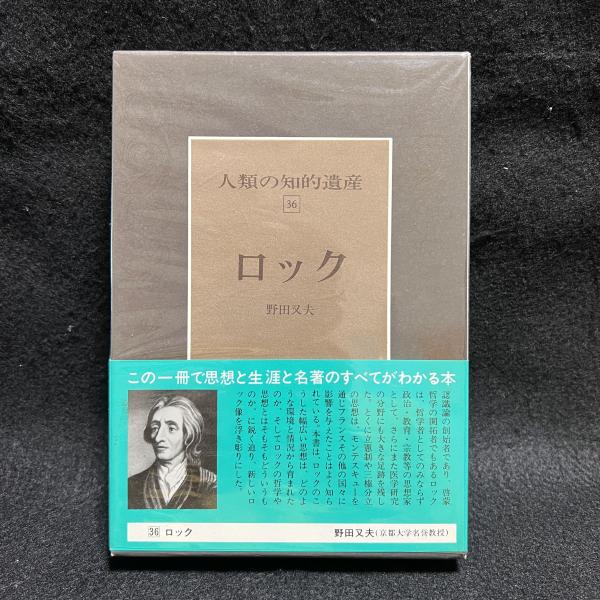 人類の知的遺産
36
ロック
野田又夫
この一冊で思想と生涯と名著のすべてがわかる本
認識論の創始者であり、啓蒙
哲学の開拓者でもあるロック
は、哲学者としてのみならず
政治・教育・宗教等の思想家
として、さらにまた医学研究
の分野にも大きな足跡を残し
た。とくに立憲制や三権分立
の思想は、モンテスキューを
通じフランスその他の国々に
影響を与えたことはよく知ら
れている。本書は、ロックのこ
うした幅広い思想は、どのよ
うな環境と情況から育まれた
のか、そしてロックの哲学や
思想とはそもそもどういうも
のか、に鋭く迫り、新しいロ
ック像を浮き彫りにした。
36 ロック
野田又夫(京都大学名誉教授)